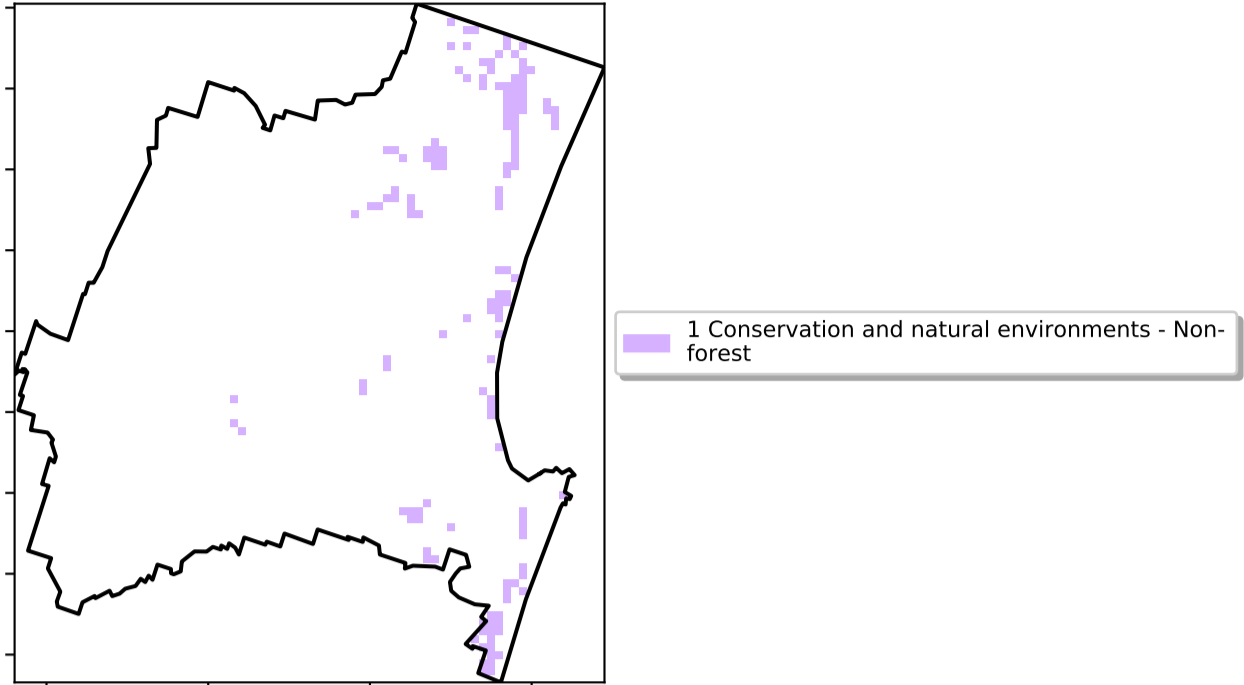 1 Conservation and natural environments - Non-
forest